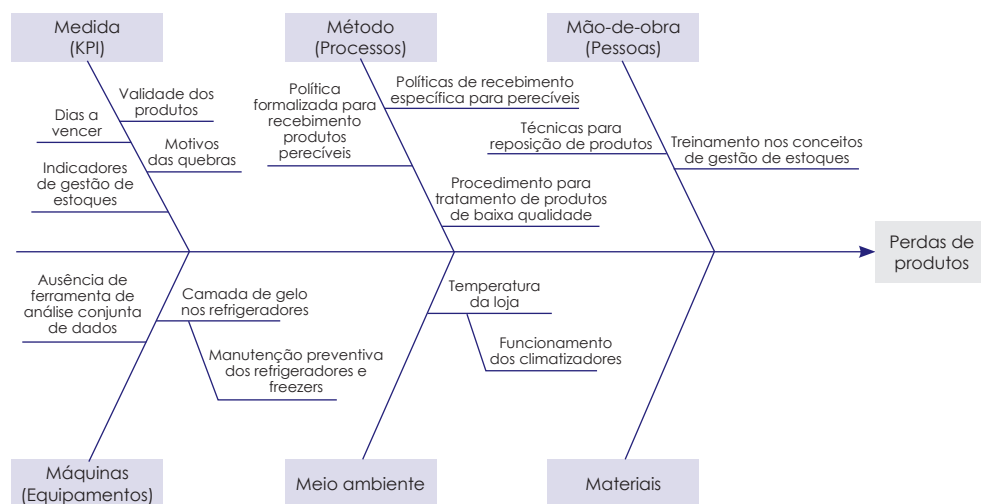 Medida
(KPI)
Método
(Processos)
Mão-de-obra
(Pessoas)
Validade dos
produtos
Dias a
vencer
Motivos
das quebras
Indicadores
de gestão de
estoques
Política
formalizada para
recebimento
produtos
perecíveis
Políticas de recebimento
específica para perecíveis
Procedimento para
tratamento de produtos
de baixa qualidade
Técnicas para
reposição de produtos
Treinamento nos conceitos
de gestão de estoques
Perdas de
produtos
Ausência de
ferramenta de
análise conjunta
de dados
Camada de gelo
nos refrigeradores
Manutenção preventiva
dos refrigeradores e
freezers
Temperatura
da loja
Funcionamento
dos climatizadores
Máquinas
(Equipamentos)
Meio ambiente
Materiais